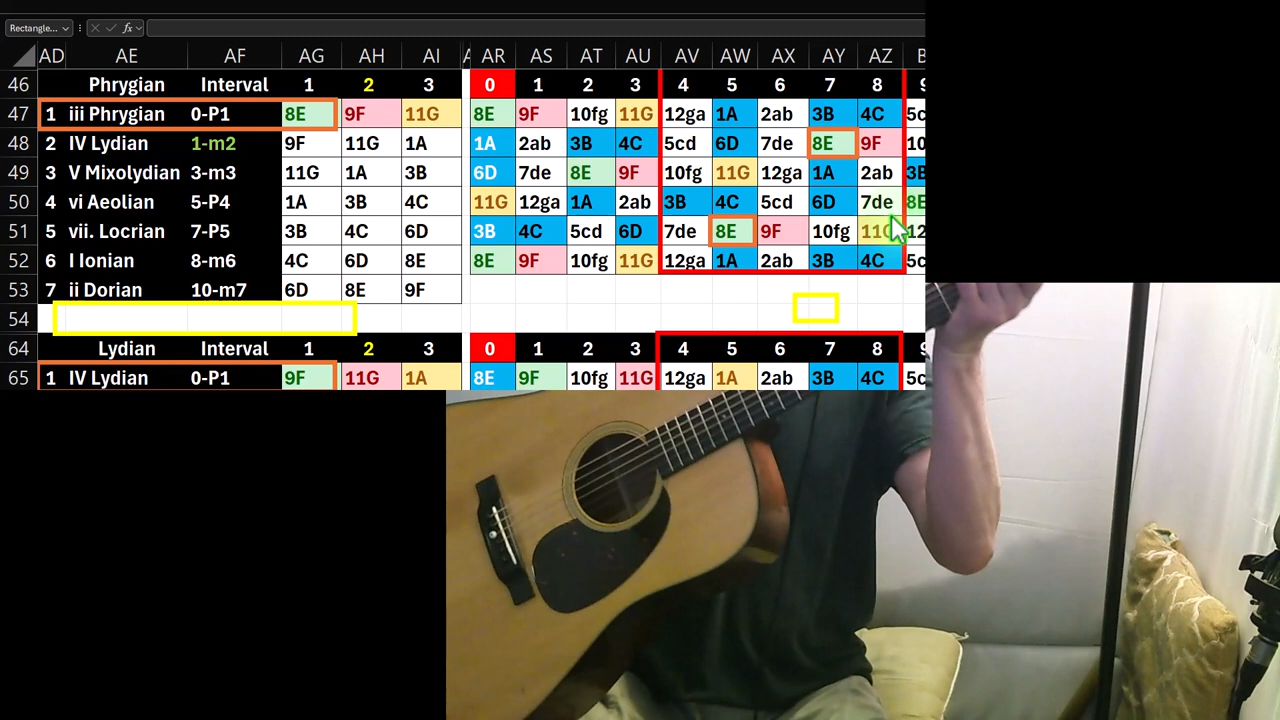 Rectangle... fx
AD AE AF AG AH AI AR AS AT AU AV AW AX AY AZ
46 Phrygian Interval 1 2 3 0 1 2 3 4 5 6 7 8
47 1 iii Phrygian 0-P1 8E 9F 11G 8E 9F 10fg 11G 12ga 1A 2ab 3B 4C
48 2 IV Lydian 1-m2 9F 11G 1A 1A 2ab 3B 4C 5cd 6D 7de 8E 9F 10
49 3 V Mixolydian 3-m3 11G 1A 3B 6D 7de 8E 9F 10fg 11G 12ga 1A 2ab 3B
50 4 vi Aeolian 5-P4 1A 3B 4C 11G 12ga 1A 2ab 3B 4C 5cd 6D 7de 8E
51 5 vii. Locrian 7-P5 3B 4C 6D 3B 4C 5cd 6D 7de 8E 9F 10fg 12
52 6 I Ionian 8-m6 4C 6D 8E 8E 9F 10fg 11G 12ga 1A 2ab 3B 4C 5c
53 7 ii Dorian 10-m7 6D 8E 9F
54
64 Lydian Interval 1 2 3 0 1 2 3 4 5 6 7 8
65 1 IV Lydian 0-P1 9F 11G 1A 8E 9F 10fg 11G 12ga 1A 2ab 3B 4C 5c